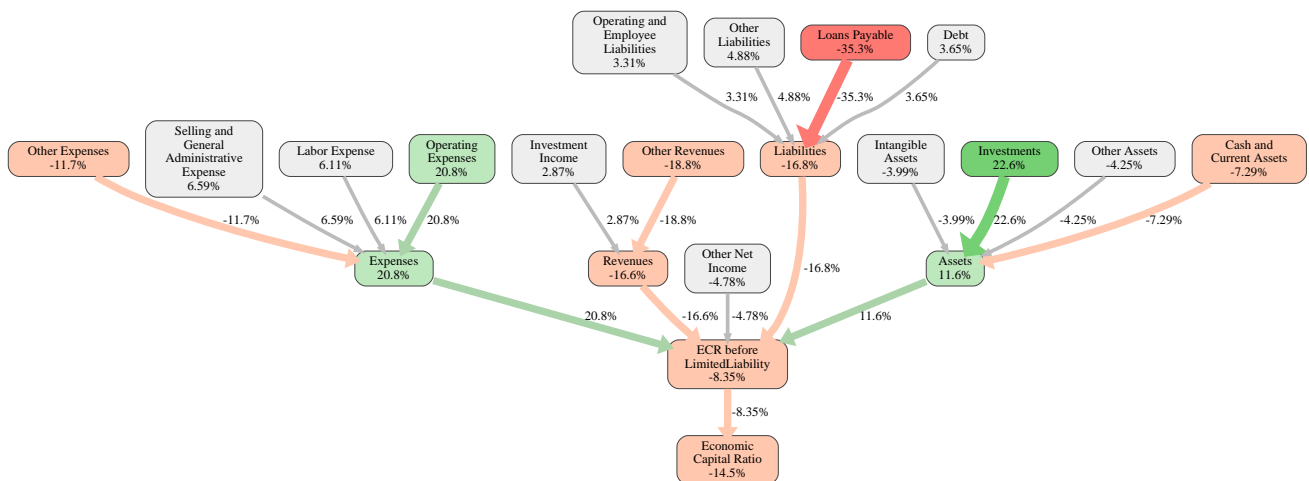 Operating and
Employee
Liabilities
3.31%
Other
Liabilities
4.88%
Loans Payable
-35.3%
Debt
3.65%
3.31%
4.88%
-35.3%
3.65%
Other Expenses
-11.7%
Selling and
General
Administrative
Expense
6.59%
Labor Expense
6.11%
Operating
Expenses
20.8%
Investment
Income
2.87%
Other Revenues
-18.8%
Liabilities
-16.8%
Intangible
Assets
-3.99%
Investments
22.6%
Other Assets
-4.25%
Cash and
Current Assets
-7.29%
-11.7%
6.59%
6.11%
20.8%
2.87%
-18.8%
-3.99%
22.6%
-4.25%
-7.29%
Expenses
20.8%
Revenues
-16.6%
Other Net
Income
-4.78%
-16.8%
Assets
11.6%
20.8%
-16.6%
-4.78%
11.6%
ECR before
LimitedLiability
-8.35%
-8.35%
Economic
Capital Ratio
-14.5%